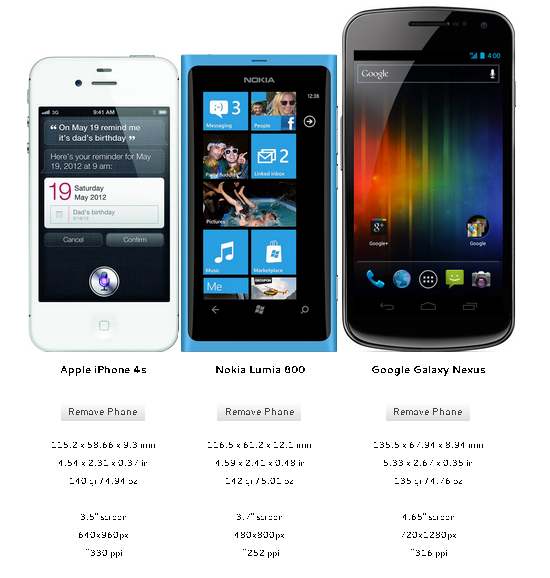 3G 9:41 AM
“ On May 19 remind me
it's dad's birthday ”
Here's your reminder for May
19, 2012 at 9 am:
19 Saturday
May 2012
Dad's birthday
Cancel Confirm
NOKIA
12:38
3
Messaging People
2
Party Buddies Linked inbox
Pictures
Music Marketplace
Me GROUPON
4:00
Google
Google+ Google
Apple iPhone 4s Nokia Lumia 800 Google Galaxy Nexus
Remove Phone Remove Phone Remove Phone
115.2 x 58.66 x 9.3 mm 116.5 x 61.2 x 12.1 mm 135.5 x 67.94 x 8.94 mm
4.54 x 2.31 x 0.37 in 4.59 x 2.41 x 0.48 in 5.33 x 2.67 x 0.35 in
140 gr / 4.94 oz 142 gr / 5.01 oz 135 gr / 4.76 oz
3.5" screen 3.7" screen 4.65" screen
640x960px 480x800px 720x1280px
~330 ppi ~252 ppi ~316 ppi